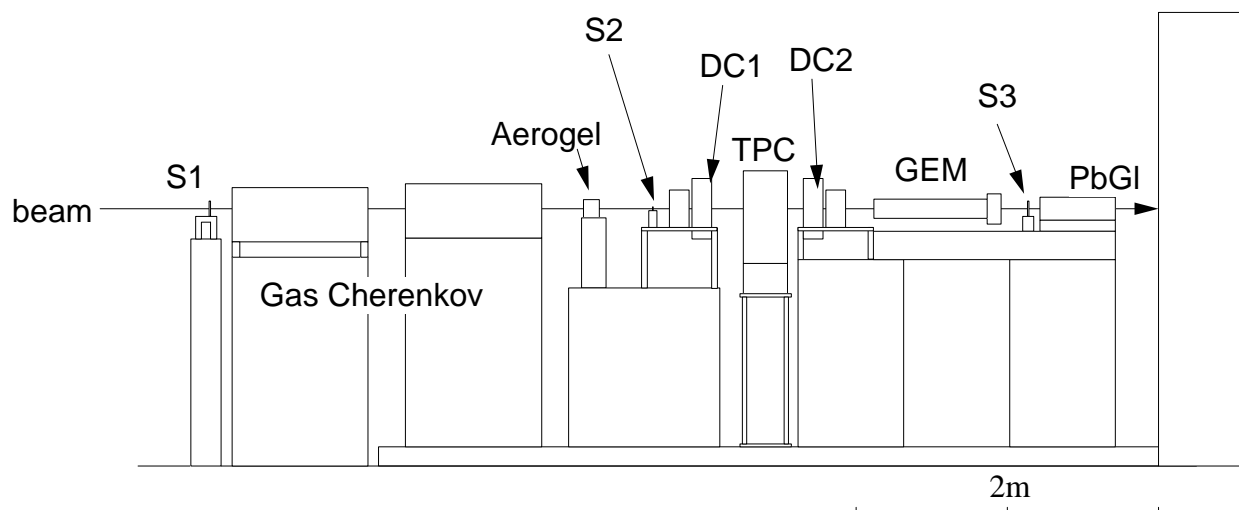 S2
DC1
DC2
S3
Aerogel
TPC
GEM
PbGl
S1
beam
Gas Cherenkov
2m